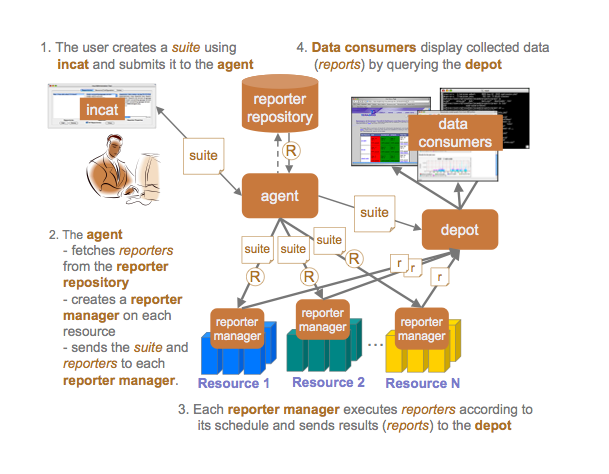 1. The user creates a suite using
incat and submits it to the agent
4. Data consumers display collected data
(reports) by querying the depot
incat
reporter
repository
data
consumers
R
suite
agent
suite
depot
2. The agent
- fetches reporters
from the reporter
repository
- creates a reporter
manager on each
resource
- sends the suite and
reporters to each
reporter manager.
suite
suite
suite
R
R
R
r
r
r
reporter
manager
reporter
manager
reporter
manager
...
Resource 1
Resource 2
Resource N
3. Each reporter manager executes reporters according to
its schedule and sends results (reports) to the depot